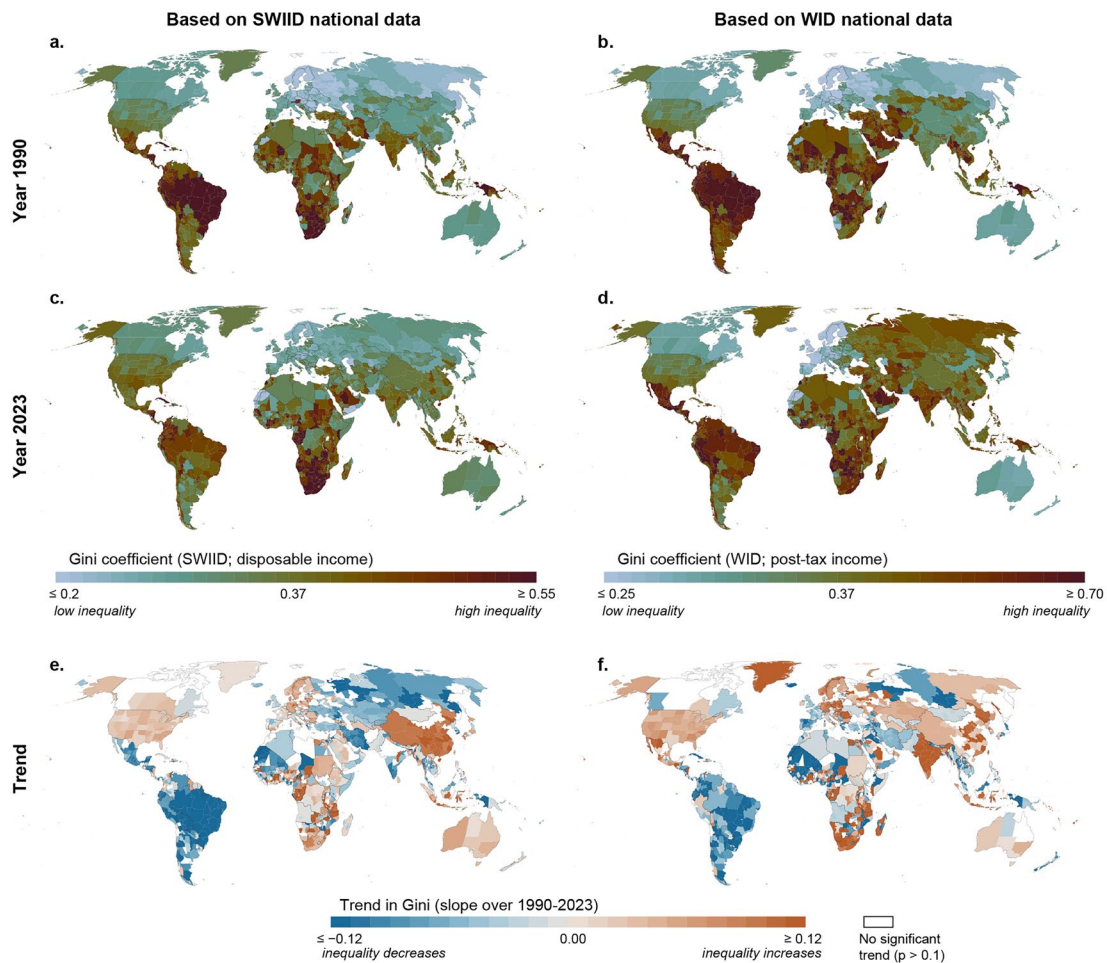 Based on SWIID national data
Based on WID national data
a.
b.
Year 1990
c.
d.
Year 2023
Gini coefficient (SWIID; disposable income)
≤ 0.2
0.37
≥ 0.55
low inequality
high inequality
Gini coefficient (WID; post-tax income)
≤ 0.25
0.37
≥ 0.70
low inequality
high inequality
e.
f.
Trend
Trend in Gini (slope over 1990-2023)
≤ −0.12
0.00
≥ 0.12
inequality decreases
inequality increases
No significant
trend (p > 0.1)